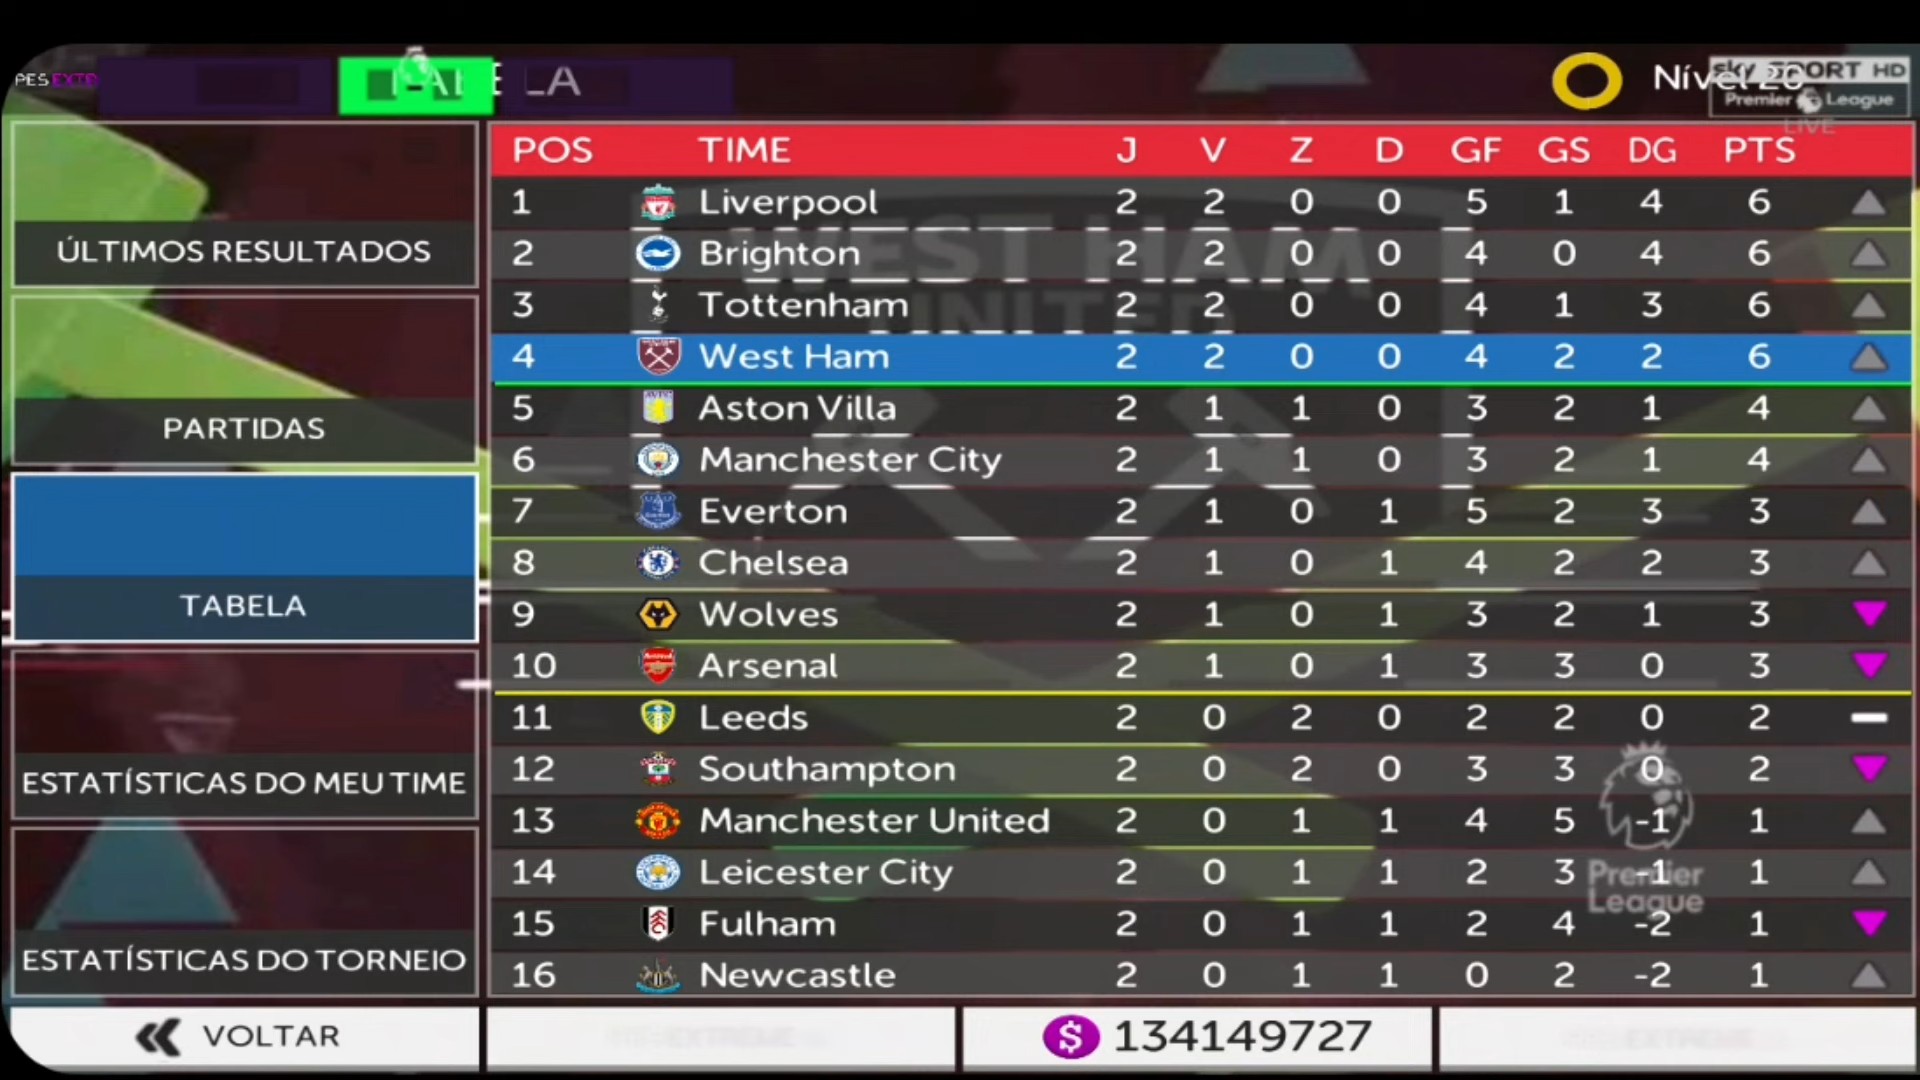 PES EXTR
TABELA
Nível 26
sky SPORT HD
Premier League
LIVE
ÚLTIMOS RESULTADOS
PARTIDAS
TABELA
ESTATÍSTICAS DO MEU TIME
ESTATÍSTICAS DO TORNEIO
POS TIME J V Z D GF GS DG PTS
1 Liverpool 2 2 0 0 5 1 4 6
2 Brighton 2 2 0 0 4 0 4 6
3 Tottenham 2 2 0 0 4 1 3 6
4 West Ham 2 2 0 0 4 2 2 6
5 Aston Villa 2 1 1 0 3 2 1 4
6 Manchester City 2 1 1 0 3 2 1 4
7 Everton 2 1 0 1 5 2 3 3
8 Chelsea 2 1 0 1 4 2 2 3
9 Wolves 2 1 0 1 3 2 1 3
10 Arsenal 2 1 0 1 3 3 0 3
11 Leeds 2 0 2 0 2 2 0 2
12 Southampton 2 0 2 0 3 3 0 2
13 Manchester United 2 0 1 1 4 5 -1 1
14 Leicester City 2 0 1 1 2 3 -1 1
15 Fulham 2 0 1 1 2 4 -2 1
16 Newcastle 2 0 1 1 0 2 -2 1
WEST HAM
UNITED
Premier
League
VOLTAR
$ 134149727